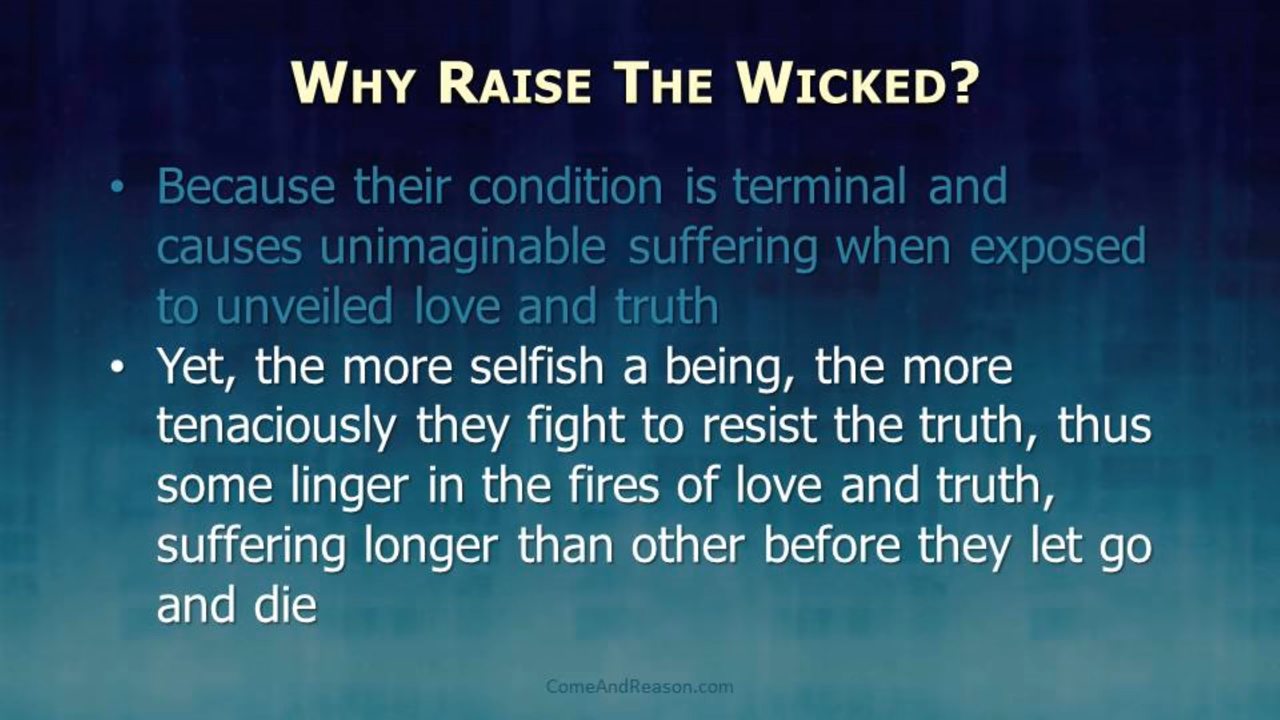 WHY RAISE THE WICKED?
• Because their condition is terminal and
causes unimaginable suffering when exposed
to unveiled love and truth
• Yet, the more selfish a being, the more
tenaciously they fight to resist the truth, thus
some linger in the fires of love and truth,
suffering longer than other before they let go
and die
ComeAndReason.com